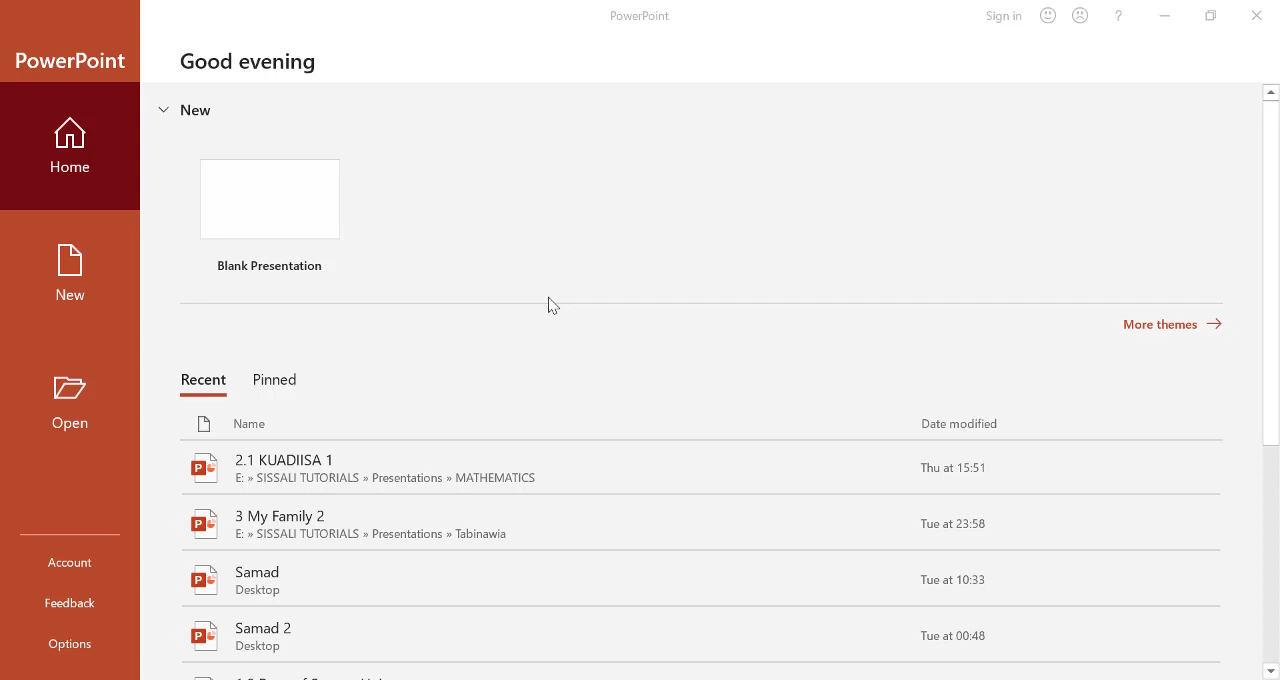 PowerPoint
Sign in
?
PowerPoint
Good evening
Home
New
Blank Presentation
New
More themes
Recent
Pinned
Open
Name
Date modified
P
2.1 KUADIISA 1
E: » SISSALI TUTORIALS » Presentations » MATHEMATICS
Thu at 15:51
P
3 My Family 2
E: » SISSALI TUTORIALS » Presentations » Tabinawia
Tue at 23:58
P
Samad
Desktop
Tue at 10:33
P
Samad 2
Desktop
Tue at 00:48
Account
Feedback
Options